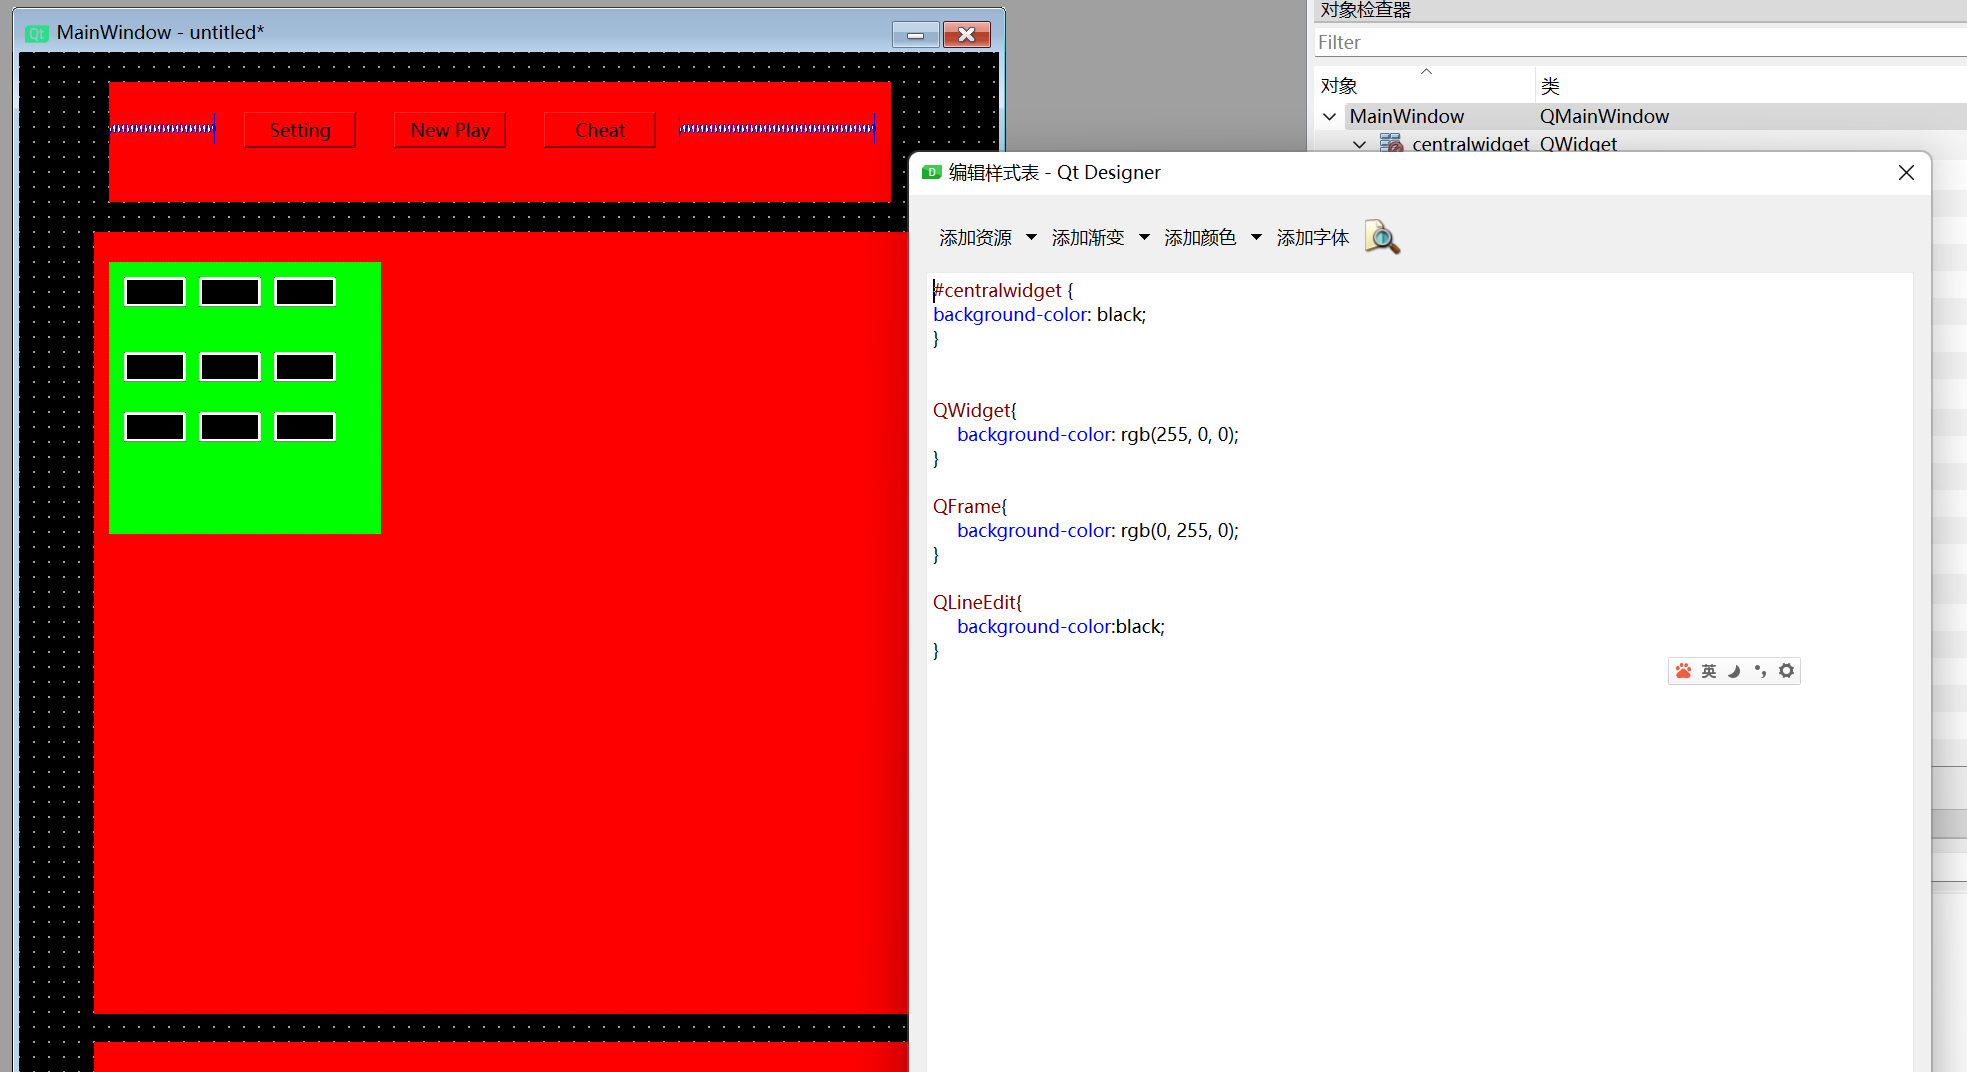 MainWindow - untitled*
Setting
New Play
Cheat
对象检查器
Filter
对象
类
MainWindow
QMainWindow
centralwidget
QWidget
编辑样式表 - Qt Designer
添加资源
添加渐变
添加颜色
添加字体
#centralwidget {
background-color: black;
}
QWidget{
background-color: rgb(255, 0, 0);
}
QFrame{
background-color: rgb(0, 255, 0);
}
QLineEdit{
background-color:black;
}
英